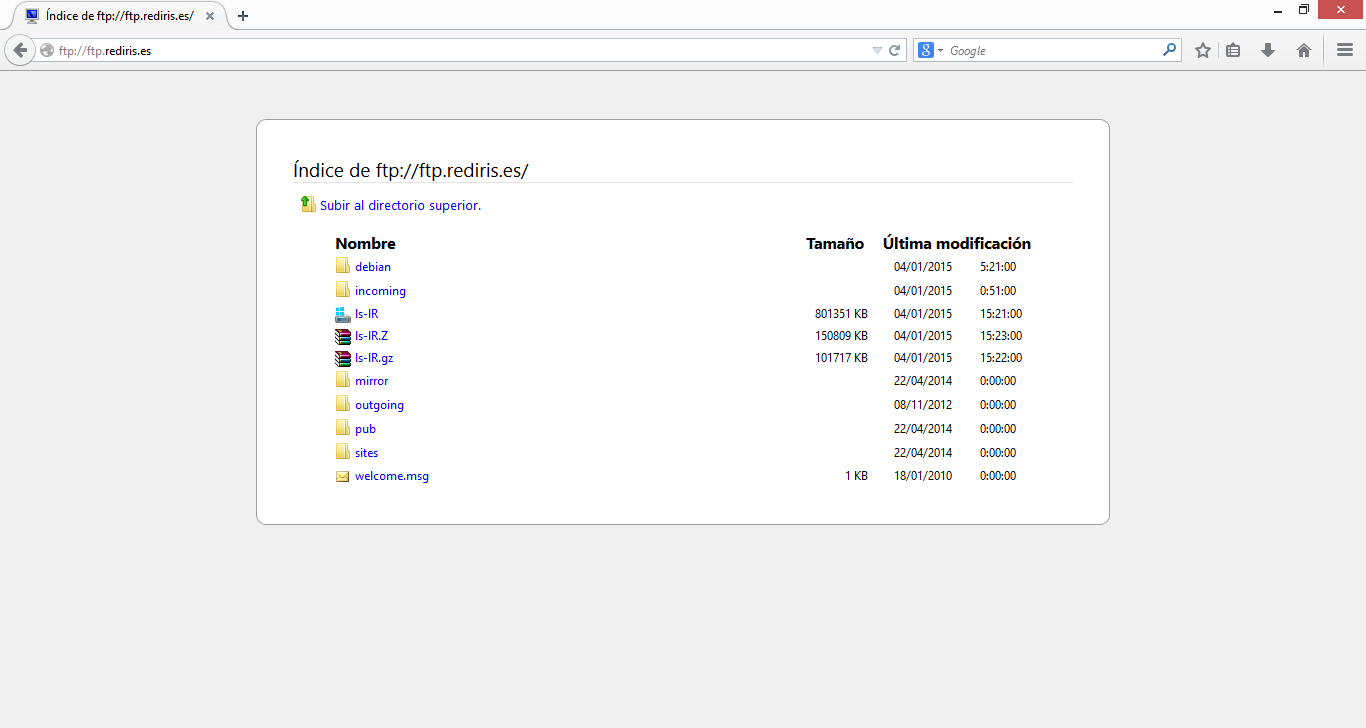 Índice de ftp://ftp.rediris.es/
ftp://ftp.rediris.es
8
Google
Índice de ftp://ftp.rediris.es/
Subir al directorio superior.
Nombre Tamaño Última modificación
debian 04/01/2015 5:21:00
incoming 04/01/2015 0:51:00
ls-lR 801351 KB 04/01/2015 15:21:00
ls-lR.Z 150809 KB 04/01/2015 15:23:00
ls-lR.gz 101717 KB 04/01/2015 15:22:00
mirror 22/04/2014 0:00:00
outgoing 08/11/2012 0:00:00
pub 22/04/2014 0:00:00
sites 22/04/2014 0:00:00
welcome.msg 1 KB 18/01/2010 0:00:00